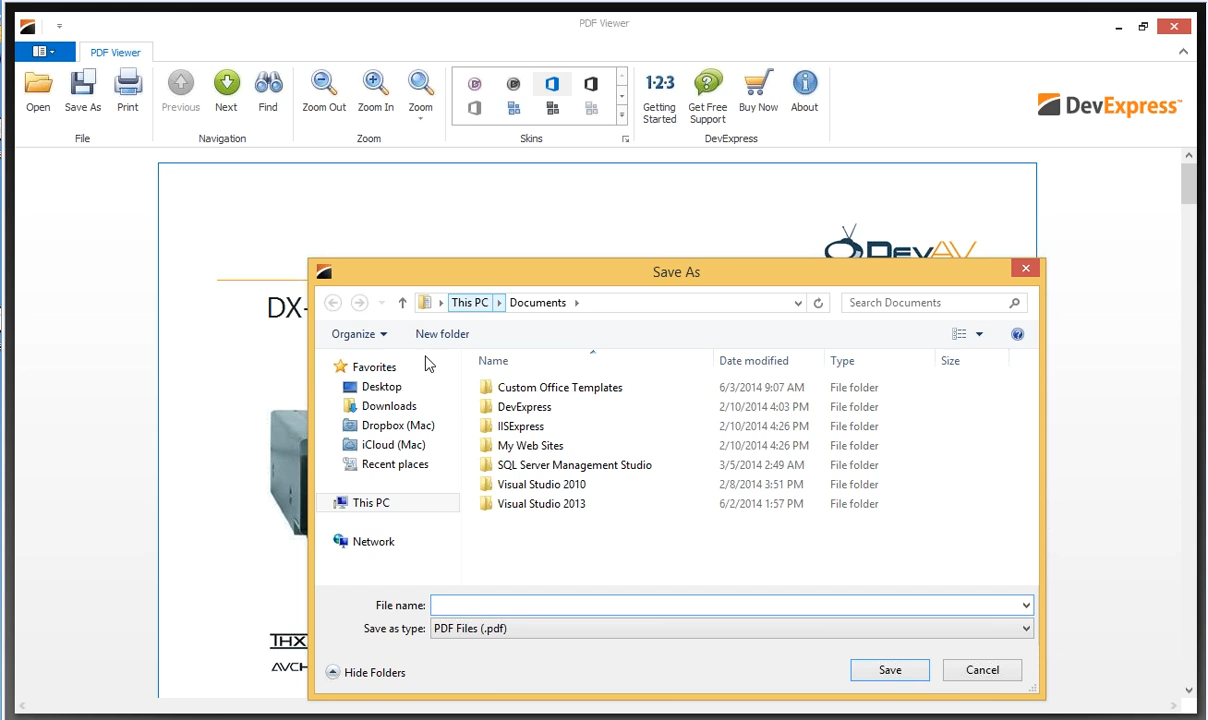 PDF Viewer
PDF Viewer
Open Save As Print Previous Next Find Zoom Out Zoom In Zoom 1·2·3 Getting Started Get Free Support Buy Now About
DevExpress
File Navigation Zoom Skins DevExpress
DevAV
DX-
Save As
This PC Documents Search Documents
Organize New folder
Name Date modified Type Size
Favorites
Desktop
Downloads
Dropbox (Mac)
iCloud (Mac)
Recent places
This PC
Network
Custom Office Templates 6/3/2014 9:07 AM File folder
DevExpress 2/10/2014 4:03 PM File folder
IISExpress 2/10/2014 4:26 PM File folder
My Web Sites 2/10/2014 4:26 PM File folder
SQL Server Management Studio 3/5/2014 2:49 AM File folder
Visual Studio 2010 2/8/2014 3:51 PM File folder
Visual Studio 2013 6/2/2014 1:57 PM File folder
File name:
Save as type: PDF Files (.pdf)
THX
AVCH
Hide Folders Save Cancel